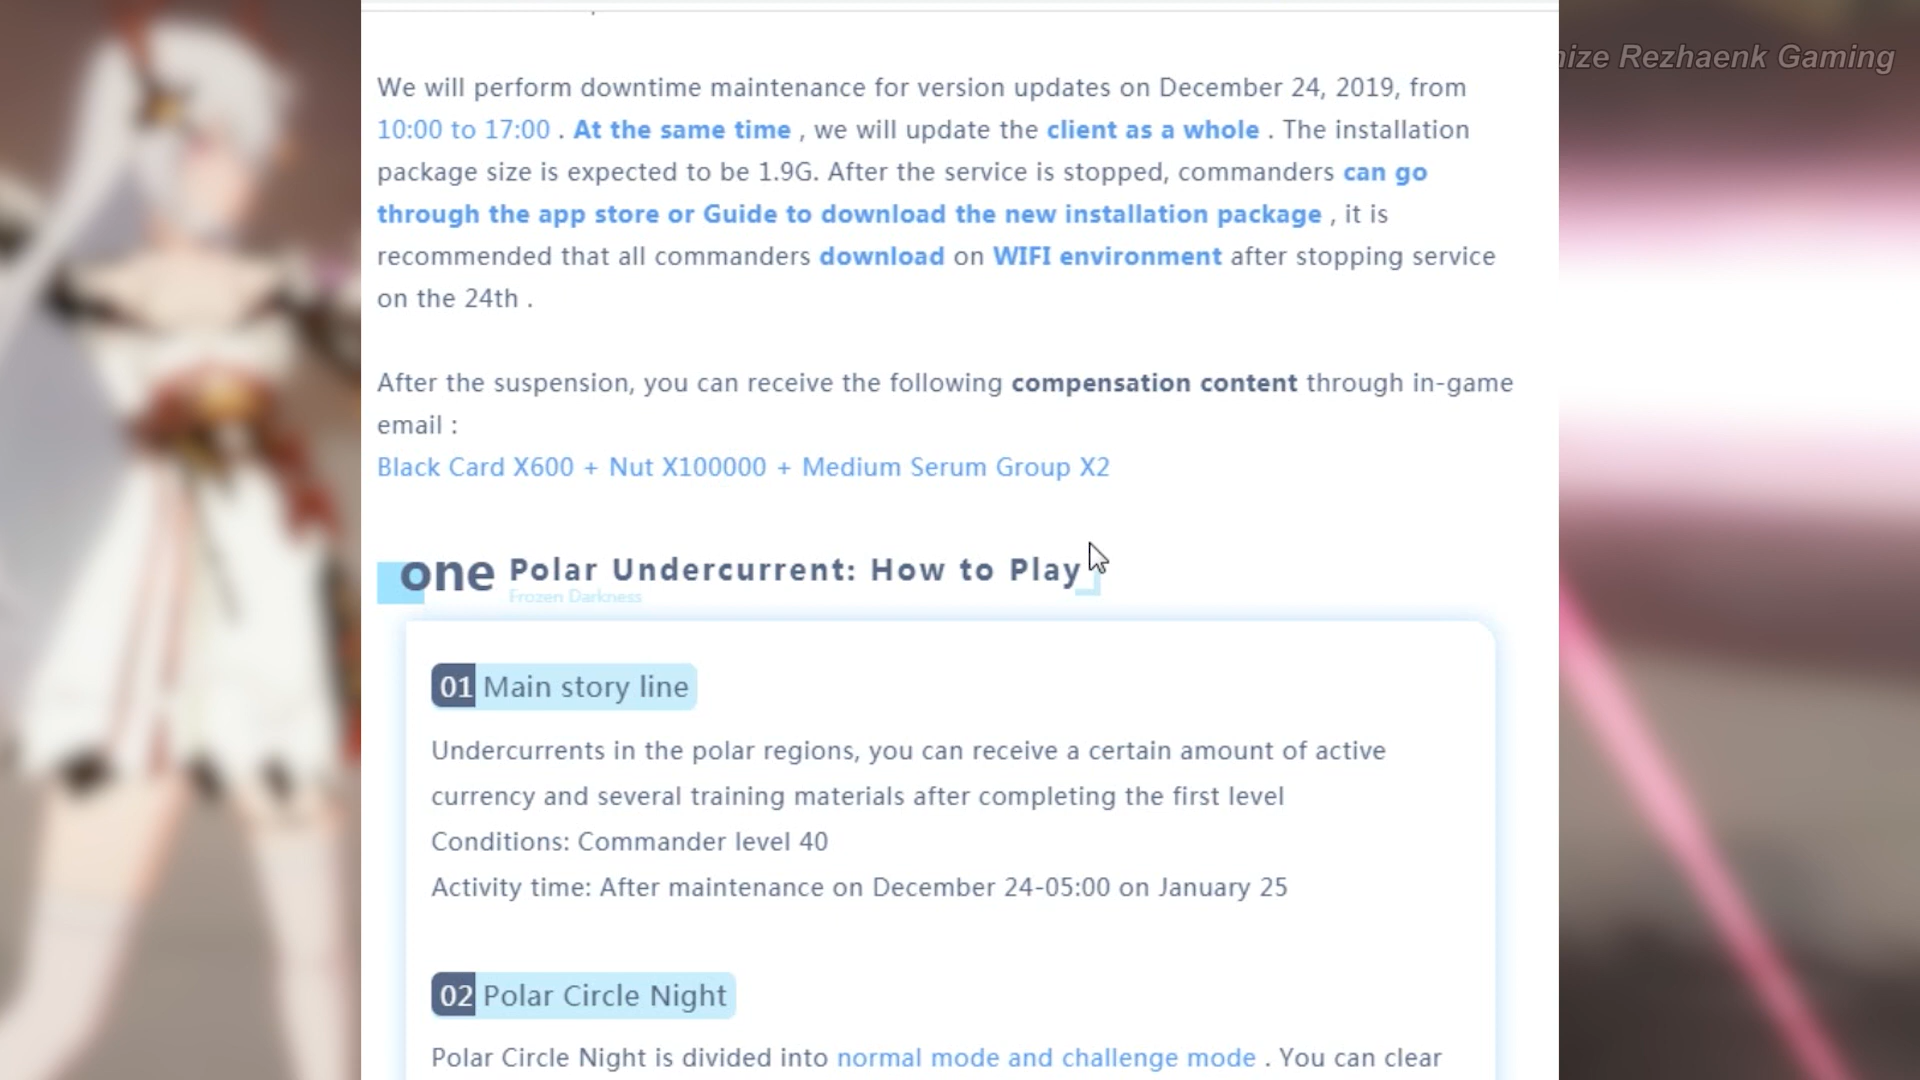 nize Rezhaenk Gaming
We will perform downtime maintenance for version updates on December 24, 2019, from
10:00 to 17:00 . At the same time , we will update the client as a whole . The installation
package size is expected to be 1.9G. After the service is stopped, commanders can go
through the app store or Guide to download the new installation package , it is
recommended that all commanders download on WIFI environment after stopping service
on the 24th .
After the suspension, you can receive the following compensation content through in-game
email :
Black Card X600 + Nut X100000 + Medium Serum Group X2
one Polar Undercurrent: How to Play
Frozen Darkness
01 Main story line
Undercurrents in the polar regions, you can receive a certain amount of active
currency and several training materials after completing the first level
Conditions: Commander level 40
Activity time: After maintenance on December 24-05:00 on January 25
02 Polar Circle Night
Polar Circle Night is divided into normal mode and challenge mode . You can clear